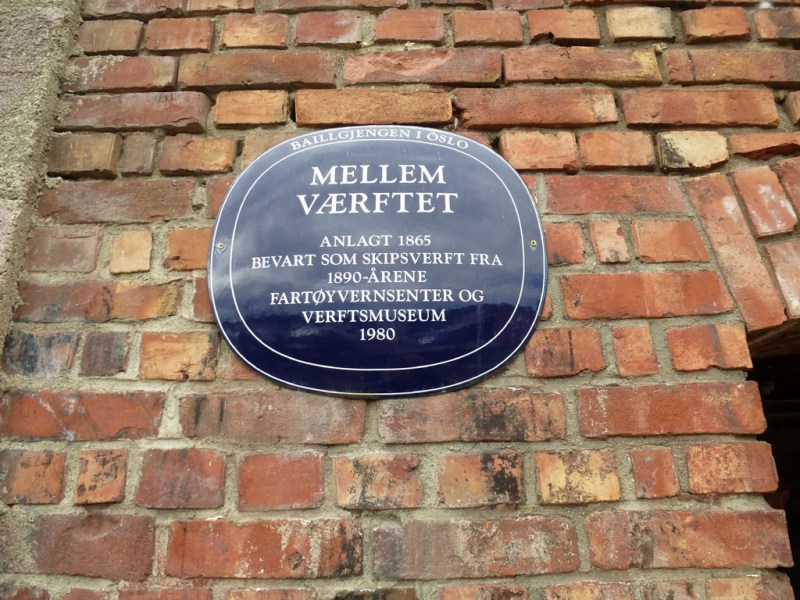 BAILLGJENGEN I OSLO
MELLEM
VÆRFTET
ANLAGT 1865
BEVART SOM SKIPSVERFT FRA
1890-ÅRENE
FARTØYVERNSENTER OG
VERFTSMUSEUM
1980